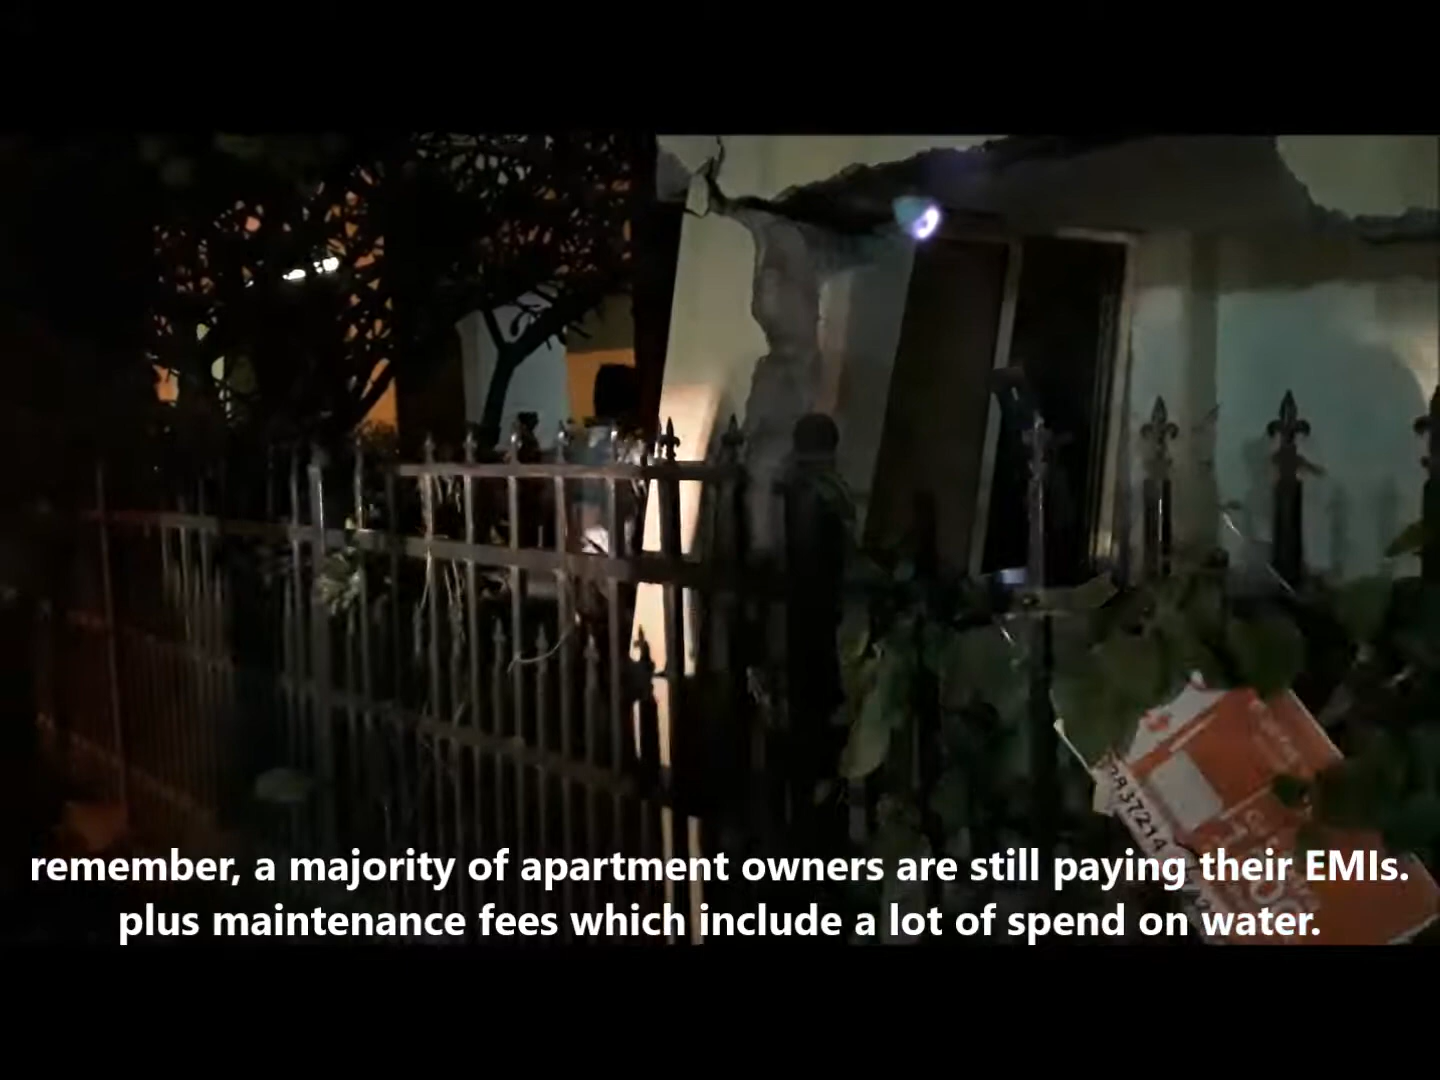 remember, a majority of apartment owners are still paying their EMIs.
plus maintenance fees which include a lot of spend on water.